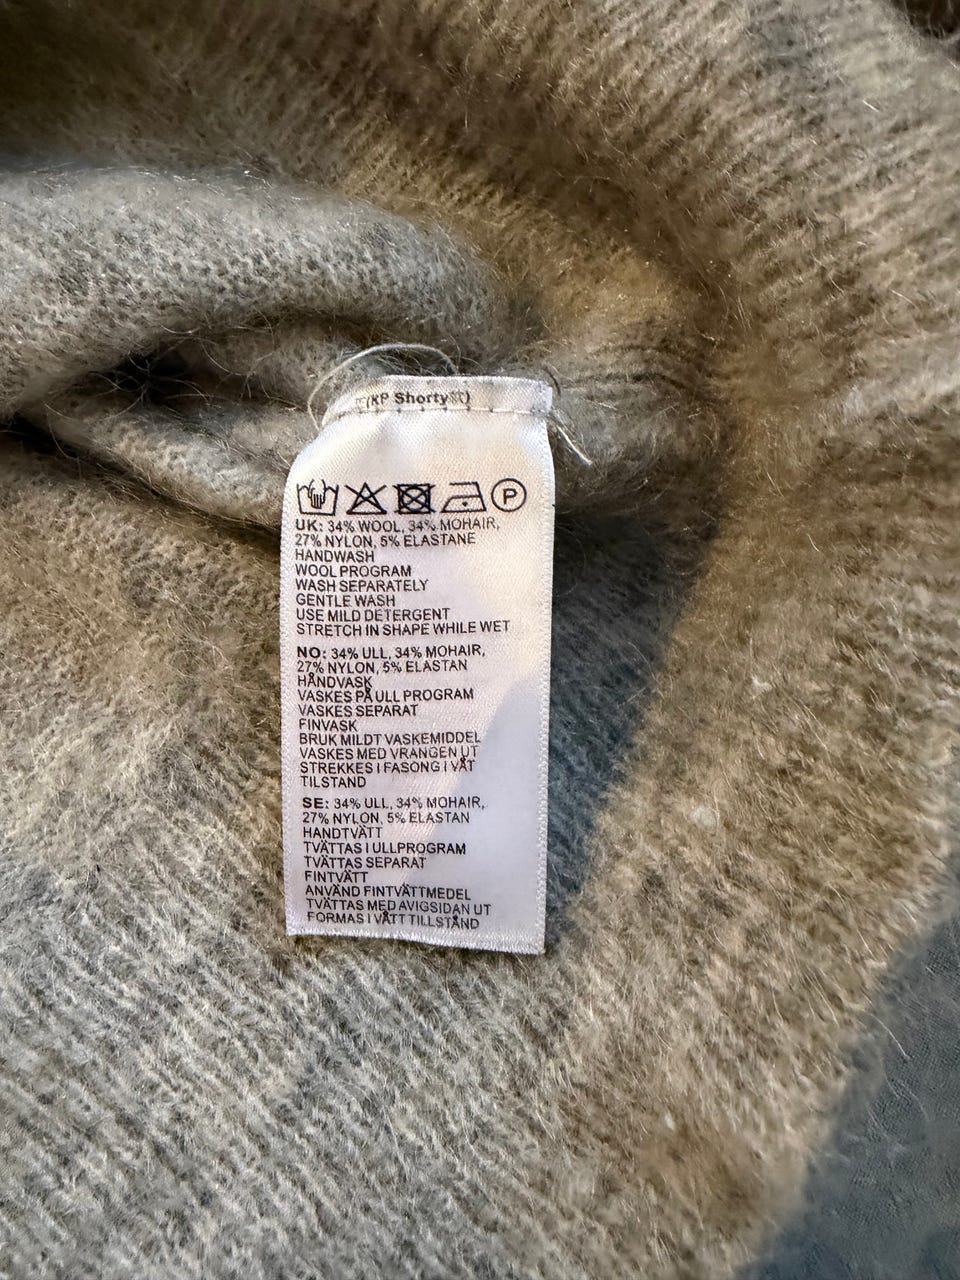 (KP Shorty)
P
UK: 34% WOOL, 34% MOHAIR,
27% NYLON, 5% ELASTANE
HANDWASH
WOOL PROGRAM
WASH SEPARATELY
GENTLE WASH
USE MILD DETERGENT
STRETCH IN SHAPE WHILE WET
NO: 34% ULL, 34% MOHAIR,
27% NYLON, 5% ELASTAN
HÅNDVASK
VASKES PÅ ULL PROGRAM
VASKES SEPARAT
FINVASK
BRUK MILDT VASKEMIDDEL
VASKES MED VRANGEN UT
STREKKES I FASONG I VÅT
TILSTAND
SE: 34% ULL, 34% MOHAIR,
27% NYLON, 5% ELASTAN
HANDTVÄTT
TVÄTTAS I ULLPROGRAM
TVÄTTAS SEPARAT
FINTVÄTT
ANVÄND FINTVÄTTMEDEL
TVÄTTAS MED AVIGSIDAN UT
FORMAS I VÅTT TILLSTÅND